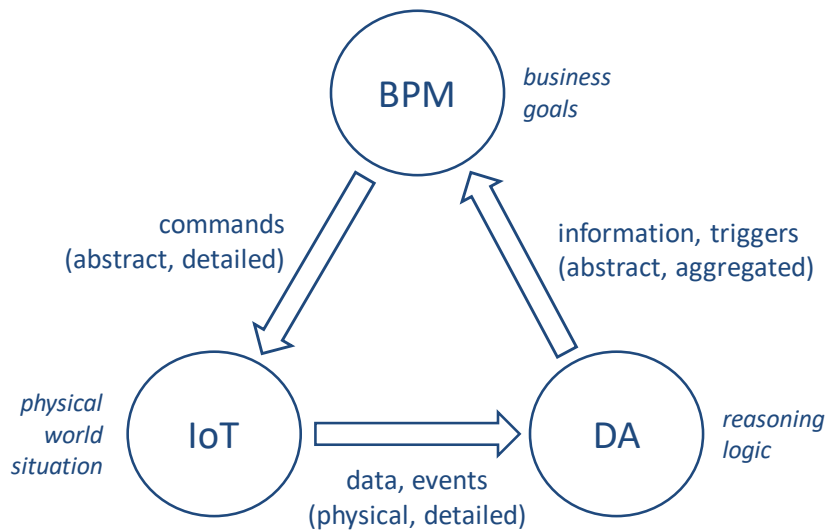 BPM
business
goals
commands
(abstract, detailed)
information, triggers
(abstract, aggregated)
physical
world
situation
IoT
DA
reasoning
logic
data, events
(physical, detailed)